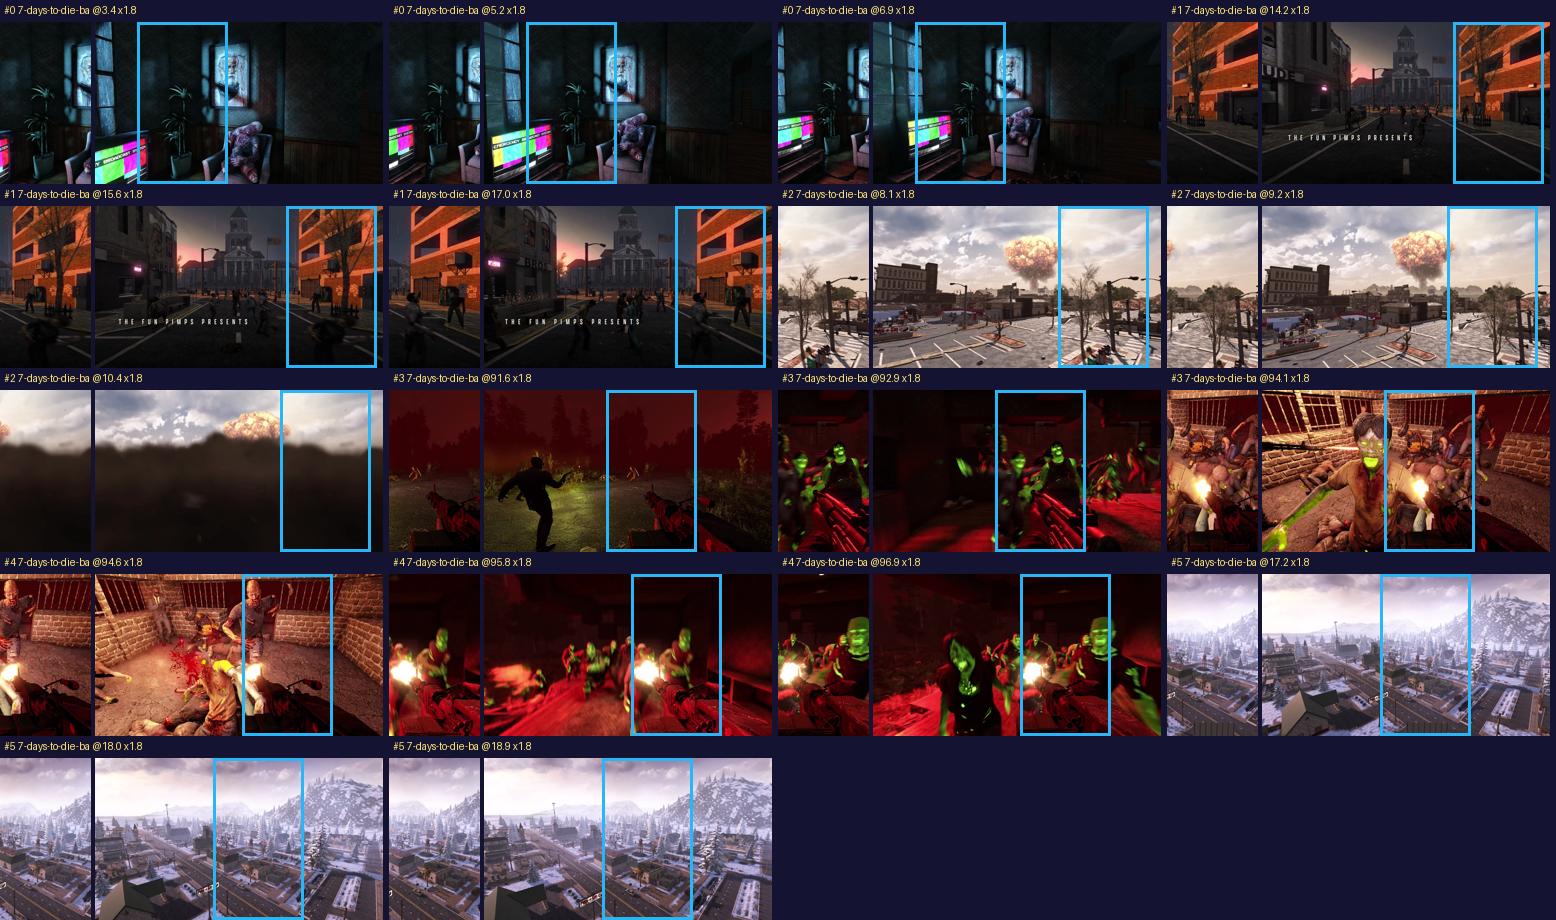 #0 7-days-to-die-ba @3.4 x1.8
#0 7-days-to-die-ba @5.2 x1.8
#0 7-days-to-die-ba @6.9 x1.8
#1 7-days-to-die-ba @14.2 x1.8
THE FUN PIMPS PRESENTS
#1 7-days-to-die-ba @15.6 x1.8
#1 7-days-to-die-ba @17.0 x1.8
#2 7-days-to-die-ba @8.1 x1.8
#2 7-days-to-die-ba @9.2 x1.8
THE FUN PIMPS PRESENTS
THE FUN PIMPS PRESENTS
#2 7-days-to-die-ba @10.4 x1.8
#3 7-days-to-die-ba @91.6 x1.8
#3 7-days-to-die-ba @92.9 x1.8
#3 7-days-to-die-ba @94.1 x1.8
#4 7-days-to-die-ba @94.6 x1.8
#4 7-days-to-die-ba @95.8 x1.8
#4 7-days-to-die-ba @96.9 x1.8
#5 7-days-to-die-ba @17.2 x1.8
#5 7-days-to-die-ba @18.0 x1.8
#5 7-days-to-die-ba @18.9 x1.8